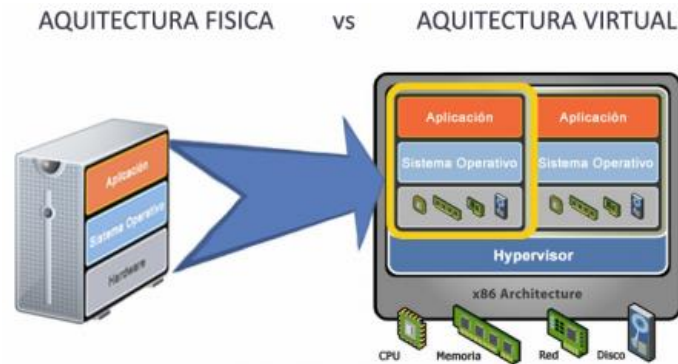 AQUITECTURA FISICA vs AQUITECTURA VIRTUAL
Aplicación
Sistema Operativo
Hardware
Aplicación Aplicación
Sistema Operativo Sistema Operativo
Hypervisor
x86 Architecture
CPU Memoria Red Disco